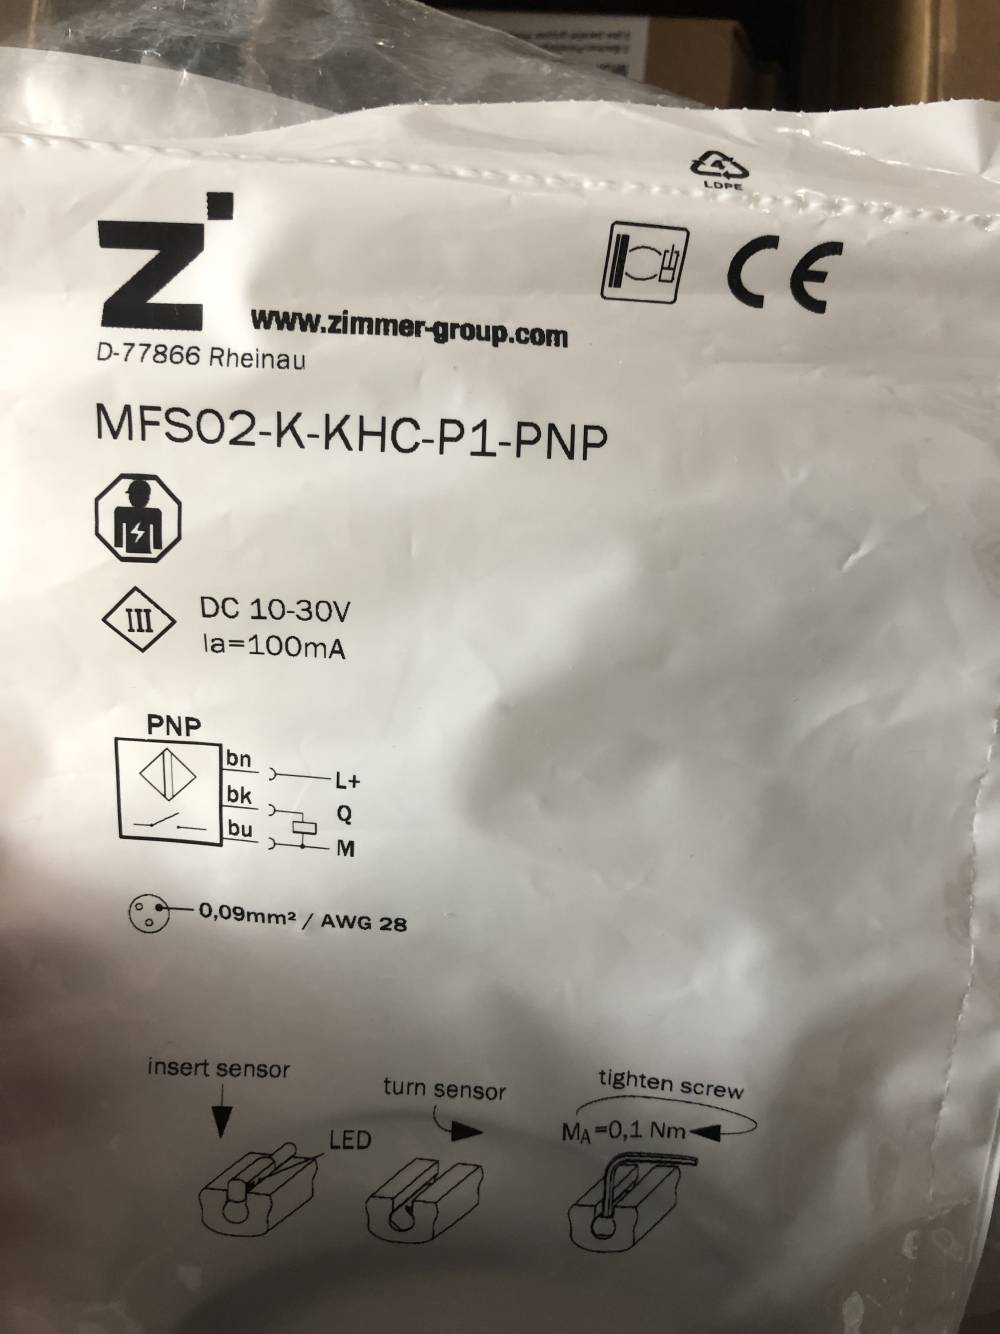 4
LDPE
Z
CE
www.zimmer-group.com
D-77866 Rheinau
MFS02-K-KHC-P1-PNP
III
DC 10-30V
Ia=100mA
PNP
bn
L+
bk
Q
bu
M
0,09mm² / AWG 28
insert sensor
turn sensor
tighten screw
LED
MA=0,1 Nm